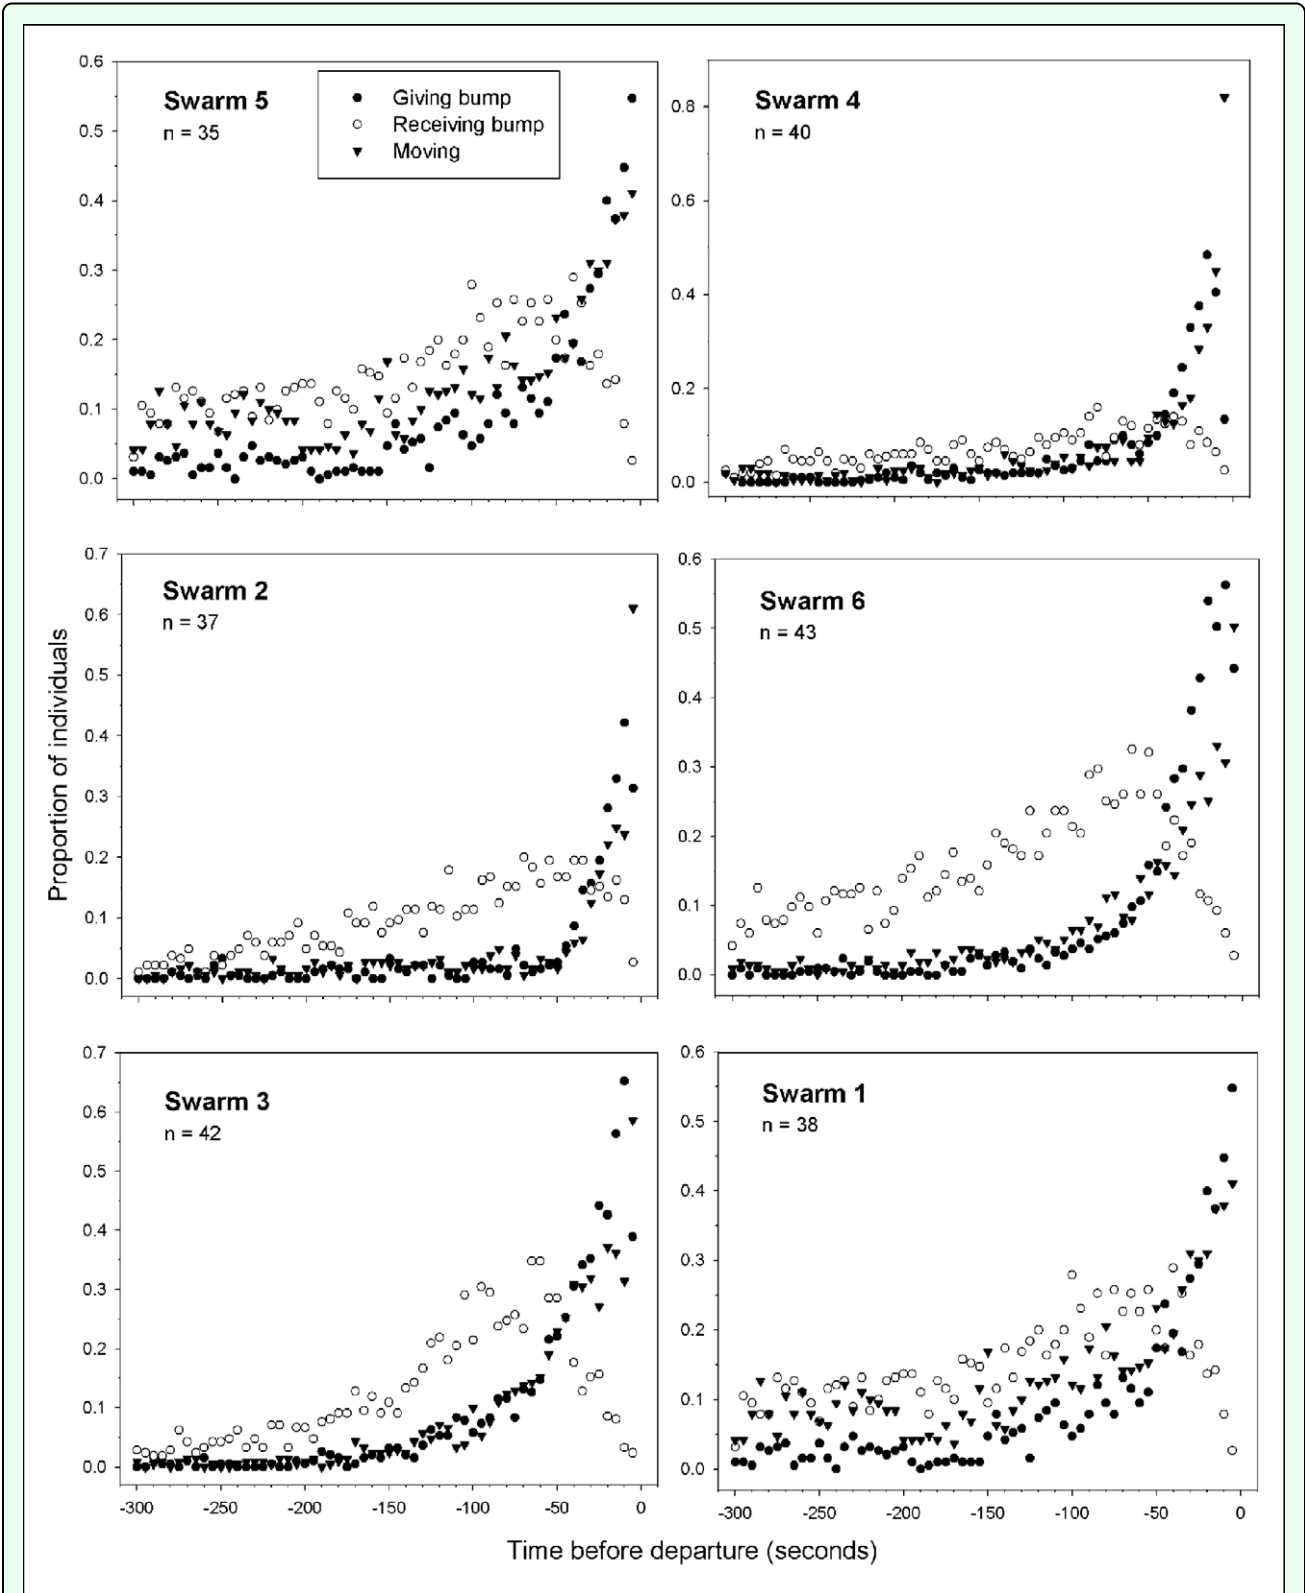 Swarm 5
n = 35
Giving bump
Receiving bump
Moving
0.6
0.5
0.4
0.3
0.2
0.1
0.0
Swarm 4
n = 40
0.8
0.6
0.4
0.2
0.0
Proportion of individuals
Swarm 2
n = 37
0.7
0.6
0.5
0.4
0.3
0.2
0.1
0.0
Swarm 6
n = 43
0.6
0.5
0.4
0.3
0.2
0.1
0.0
Swarm 3
n = 42
0.7
0.6
0.5
0.4
0.3
0.2
0.1
0.0
-300 -250 -200 -150 -100 -50 0
Swarm 1
n = 38
0.6
0.5
0.4
0.3
0.2
0.1
0.0
-300 -250 -200 -150 -100 -50 0
Time before departure (seconds)